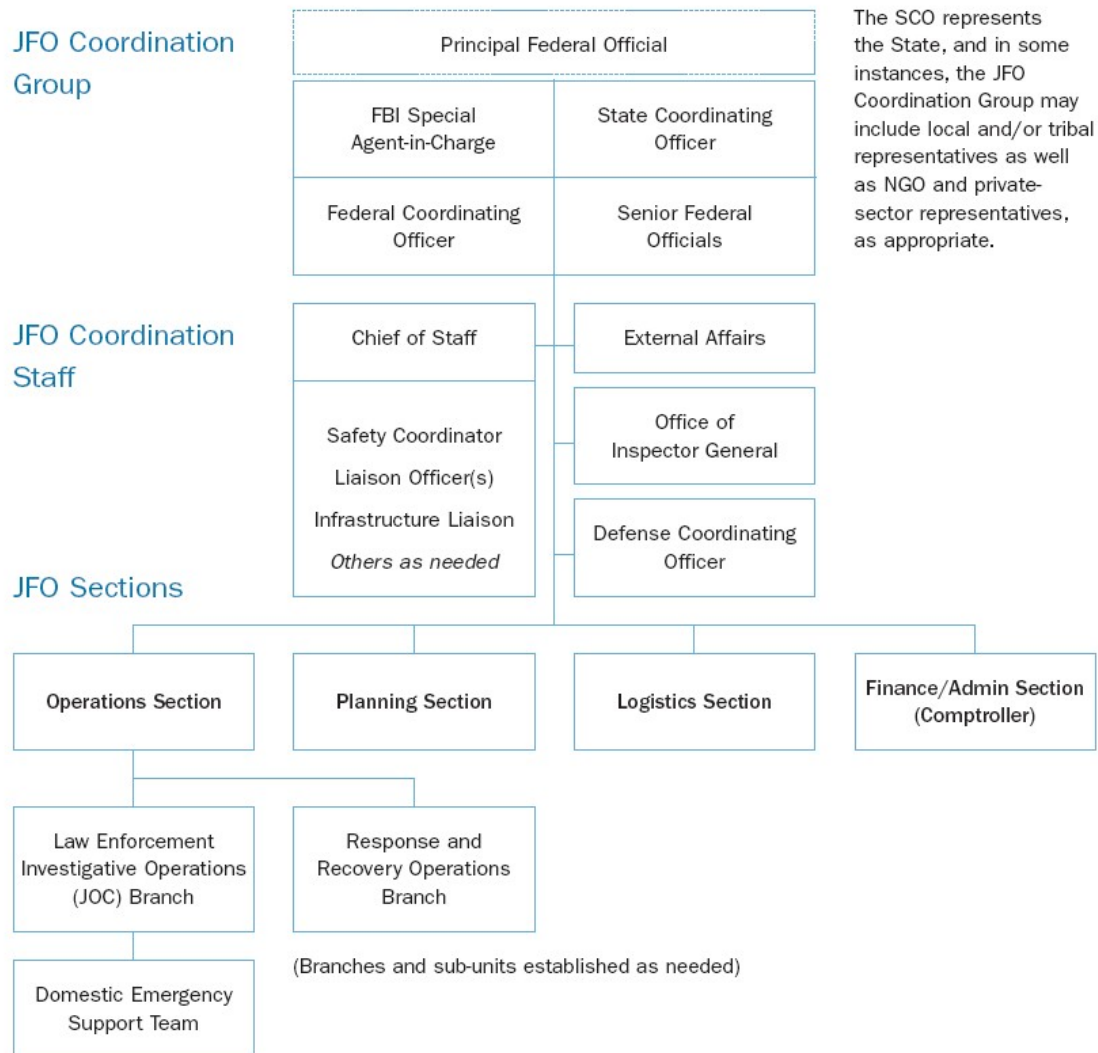 JFO Coordination
Group
Principal Federal Official
FBI Special
Agent-in-Charge
State Coordinating
Officer
Federal Coordinating
Officer
Senior Federal
Officials
The SCO represents
the State, and in some
instances, the JFO
Coordination Group may
include local and/or tribal
representatives as well
as NGO and private-
sector representatives,
as appropriate.
JFO Coordination
Staff
Chief of Staff
Safety Coordinator
Liaison Officer(s)
Infrastructure Liaison
Others as needed
External Affairs
Office of
Inspector General
Defense Coordinating
Officer
JFO Sections
Operations Section
Planning Section
Logistics Section
Finance/Admin Section
(Comptroller)
Law Enforcement
Investigative Operations
(JOC) Branch
Response and
Recovery Operations
Branch
(Branches and sub-units established as needed)
Domestic Emergency
Support Team